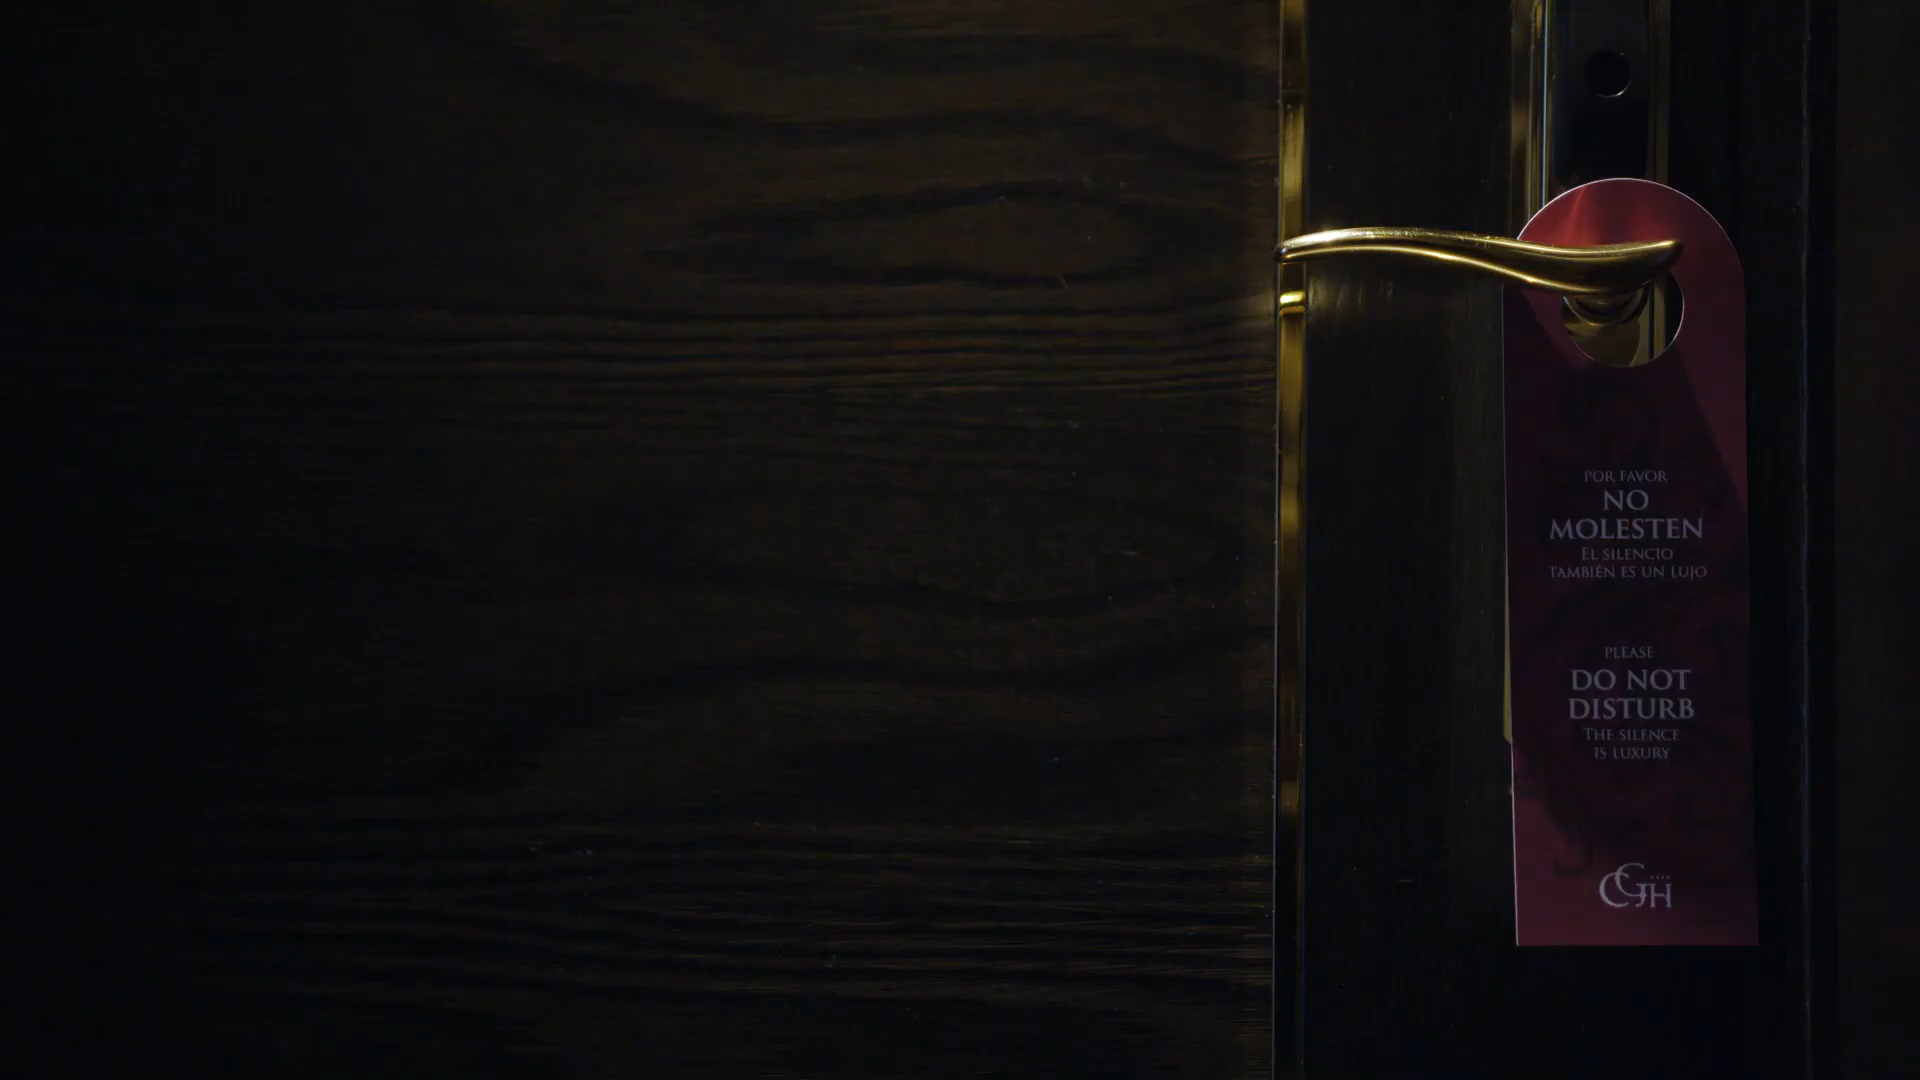 POR FAVOR
NO
MOLESTEN
EL SILENCIO
TAMBIÉN ES UN LUJO
PLEASE
DO NOT
DISTURB
THE SILENCE
IS LUXURY
CGH